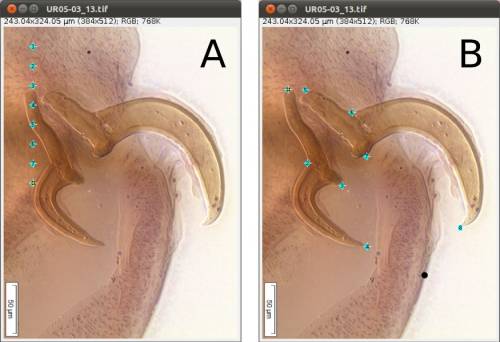 UR05-03_13.tif
243.04x324.05 µm (384x512); RGB; 768K
A
50 µm
UR05-03_13.tif
243.04x324.05 µm (384x512); RGB; 768K
B
50 µm